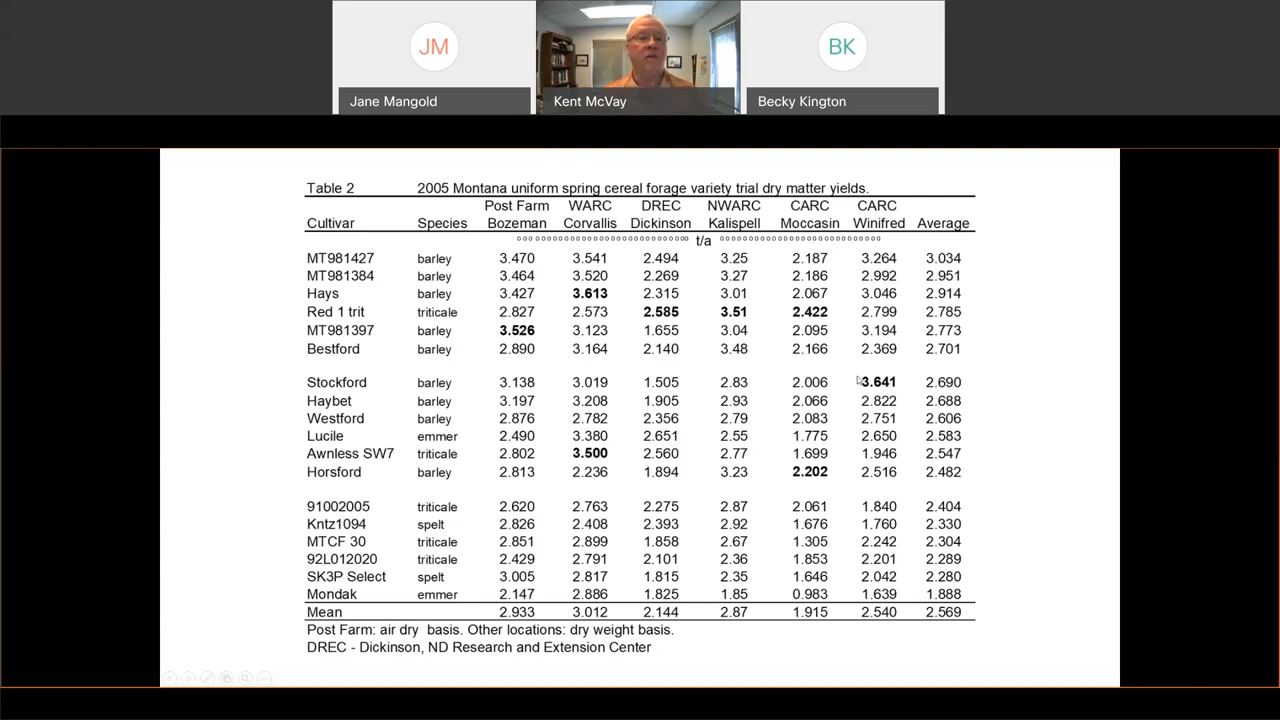 JM
BK
Jane Mangold
Kent McVay
Becky Kington
Table 2 2005 Montana uniform spring cereal forage variety trial dry matter yields.
Post Farm WARC DREC NWARC CARC CARC
Cultivar Species Bozeman Corvallis Dickinson Kalispell Moccasin Winifred Average
t/a
MT981427 barley 3.470 3.541 2.494 3.25 2.187 3.264 3.034
MT981384 barley 3.464 3.520 2.269 3.27 2.186 2.992 2.951
Hays barley 3.427 3.613 2.315 3.01 2.067 3.046 2.914
Red 1 trit triticale 2.827 2.573 2.585 3.51 2.422 2.799 2.785
MT981397 barley 3.526 3.123 1.655 3.04 2.095 3.194 2.773
Bestford barley 2.890 3.164 2.140 3.48 2.166 2.369 2.701
Stockford barley 3.138 3.019 1.505 2.83 2.006 3.641 2.690
Haybet barley 3.197 3.208 1.905 2.93 2.066 2.822 2.688
Westford barley 2.876 2.782 2.356 2.79 2.083 2.751 2.606
Lucile emmer 2.490 3.380 2.651 2.55 1.775 2.650 2.583
Awnless SW7 triticale 2.802 3.500 2.560 2.77 1.699 1.946 2.547
Horsford barley 2.813 2.236 1.894 3.23 2.202 2.516 2.482
91002005 triticale 2.620 2.763 2.275 2.87 2.061 1.840 2.404
Kntz1094 spelt 2.826 2.408 2.393 2.92 1.676 1.760 2.330
MTCF 30 triticale 2.851 2.899 1.858 2.67 1.305 2.242 2.304
92L012020 triticale 2.429 2.791 2.101 2.36 1.853 2.201 2.289
SK3P Select spelt 3.005 2.817 1.815 2.35 1.646 2.042 2.280
Mondak emmer 2.147 2.886 1.825 1.85 0.983 1.639 1.888
Mean 2.933 3.012 2.144 2.87 1.915 2.540 2.569
Post Farm: air dry basis. Other locations: dry weight basis.
DREC - Dickinson, ND Research and Extension Center